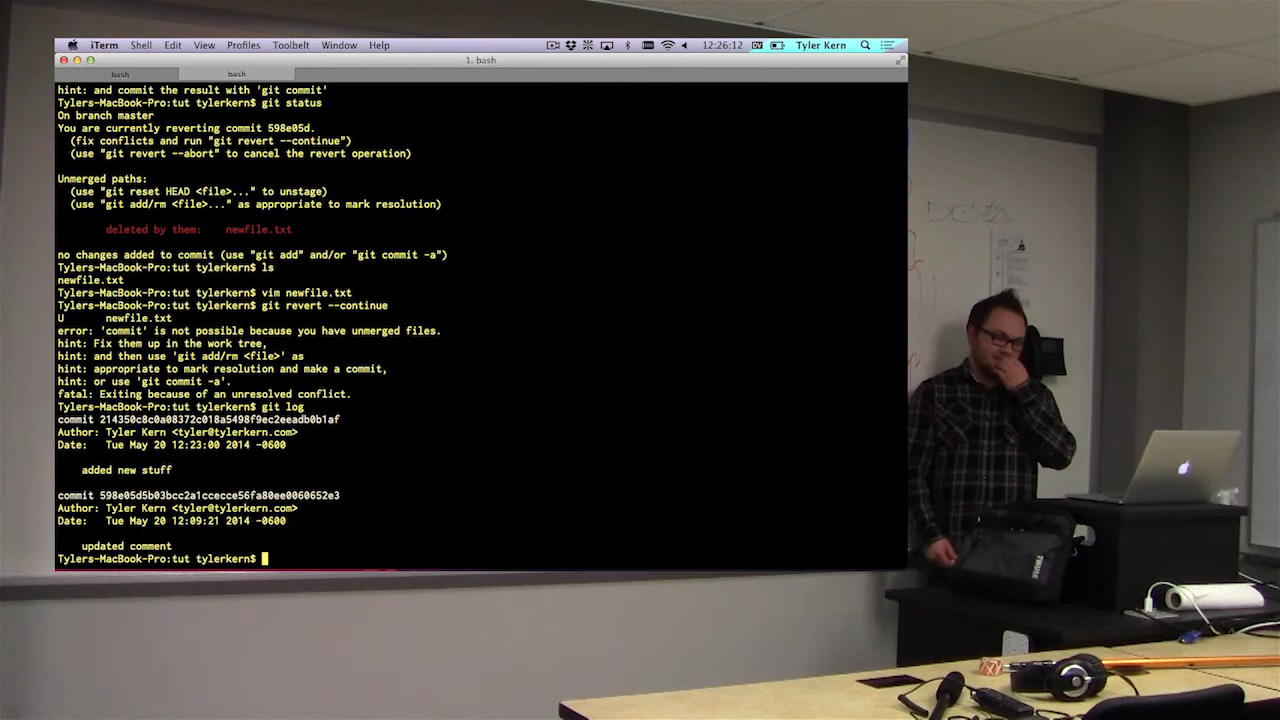 iTerm Shell Edit View Profiles Toolbelt Window Help 12:26:12 Tyler Kern
1. bash
bash bash
hint: and commit the result with 'git commit'
Tylers-MacBook-Pro:tut tylerkern$ git status
On branch master
You are currently reverting commit 598e05d.
(fix conflicts and run "git revert --continue")
(use "git revert --abort" to cancel the revert operation)
Unmerged paths:
(use "git reset HEAD <file>..." to unstage)
(use "git add/rm <file>..." as appropriate to mark resolution)
deleted by them: newfile.txt
no changes added to commit (use "git add" and/or "git commit -a")
Tylers-MacBook-Pro:tut tylerkern$ ls
newfile.txt
Tylers-MacBook-Pro:tut tylerkern$ vim newfile.txt
Tylers-MacBook-Pro:tut tylerkern$ git revert --continue
U newfile.txt
error: 'commit' is not possible because you have unmerged files.
hint: Fix them up in the work tree,
hint: and then use 'git add/rm <file>' as
hint: appropriate to mark resolution and make a commit,
hint: or use 'git commit -a'.
fatal: Exiting because of an unresolved conflict.
Tylers-MacBook-Pro:tut tylerkern$ git log
commit 214350c8c0a08372c018a5498f9ec2eeadb0b1af
Author: Tyler Kern <tyler@tylerkern.com>
Date: Tue May 20 12:23:00 2014 -0600
added new stuff
commit 598e05d5b03bcc2a1ccecce56fa80ee0060652e3
Author: Tyler Kern <tyler@tylerkern.com>
Date: Tue May 20 12:09:21 2014 -0600
updated comment
Tylers-MacBook-Pro:tut tylerkern$
THULE